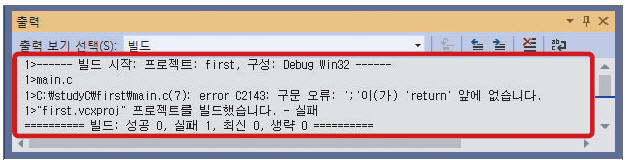 출력
출력 보기 선택(S): 빌드
1>------ 빌드 시작: 프로젝트: first, 구성: Debug Win32 ------
1>main.c
1>C:\studyC\first\main.c(7): error C2143: 구문 오류: ';'이(가) 'return' 앞에 없습니다.
1>"first.vcxproj" 프로젝트를 빌드했습니다. - 실패
========== 빌드: 성공 0, 실패 1, 최신 0, 생략 0 ==========